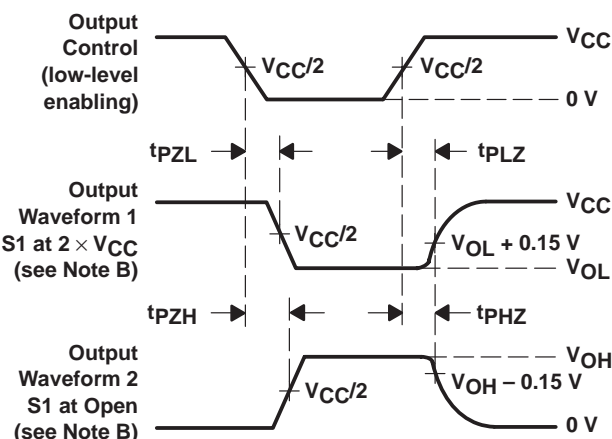 Output
Control
(low-level
enabling)
VCC/2
VCC/2
VCC
0 V
tPZL
tPLZ
Output
Waveform 1
S1 at 2 × VCC
(see Note B)
VCC/2
VCC
VOL + 0.15 V
VOL
tPZH
tPHZ
Output
Waveform 2
S1 at Open
(see Note B)
VCC/2
VOH
VOH – 0.15 V
0 V